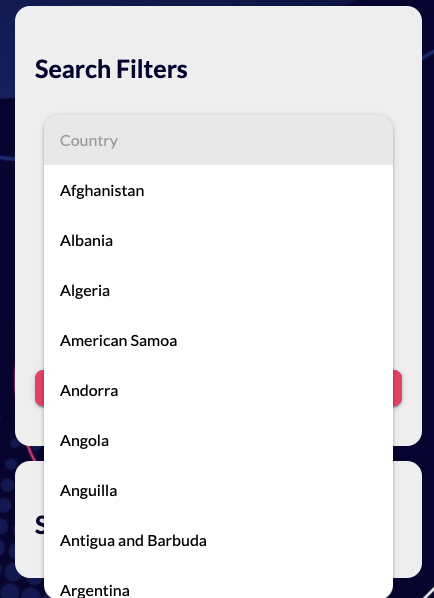 Search Filters
Country
Afghanistan
Albania
Algeria
American Samoa
Andorra
Angola
Anguilla
Antigua and Barbuda
Argentina